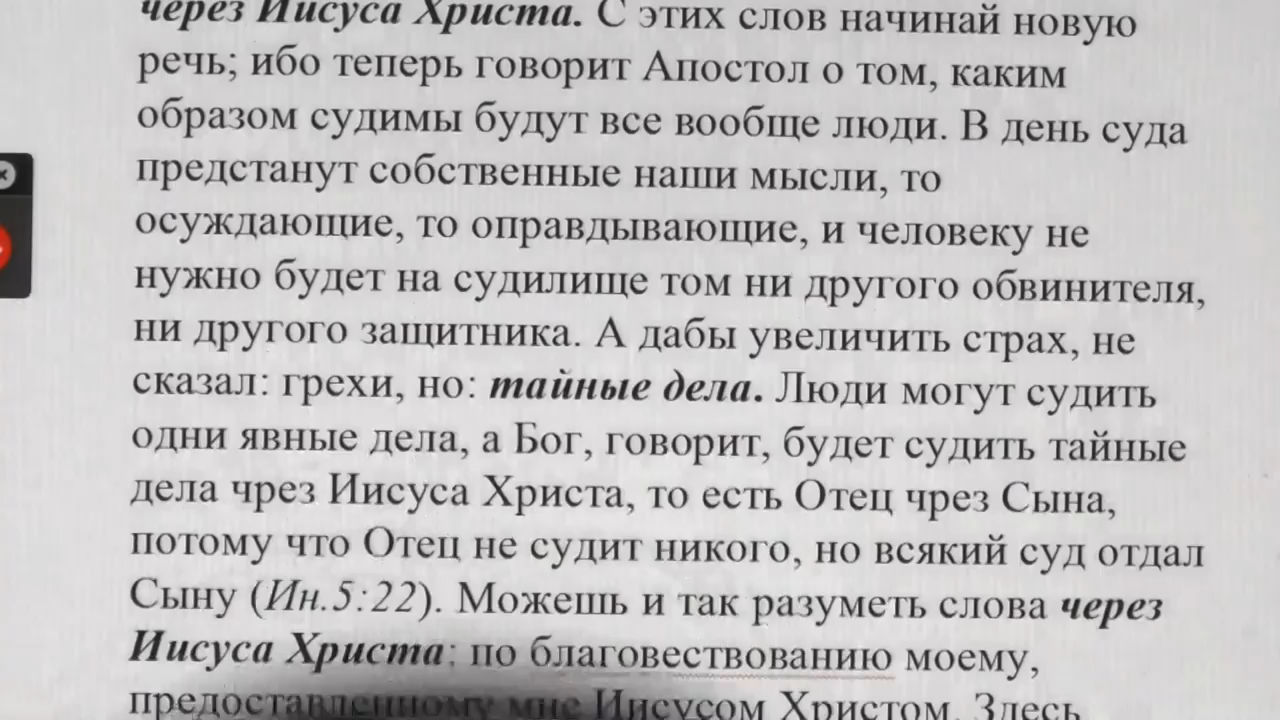 через Иисуса Христа. С этих слов начинай новую
речь; ибо теперь говорит Апостол о том, каким
образом судимы будут все вообще люди. В день суда
предстанут собственные наши мысли, то
осуждающие, то оправдывающие, и человеку не
нужно будет на судилище том ни другого обвинителя,
ни другого защитника. А дабы увеличить страх, не
сказал: грехи, но: тайные дела. Люди могут судить
одни явные дела, а Бог, говорит, будет судить тайные
дела чрез Иисуса Христа, то есть Отец чрез Сына,
потому что Отец не судит никого, но всякий суд отдал
Сыну (Ин.5:22). Можешь и так разуметь слова через
Иисуса Христа: по благовествованию моему,
предоставленному мне Иисусом Христом. Здесь